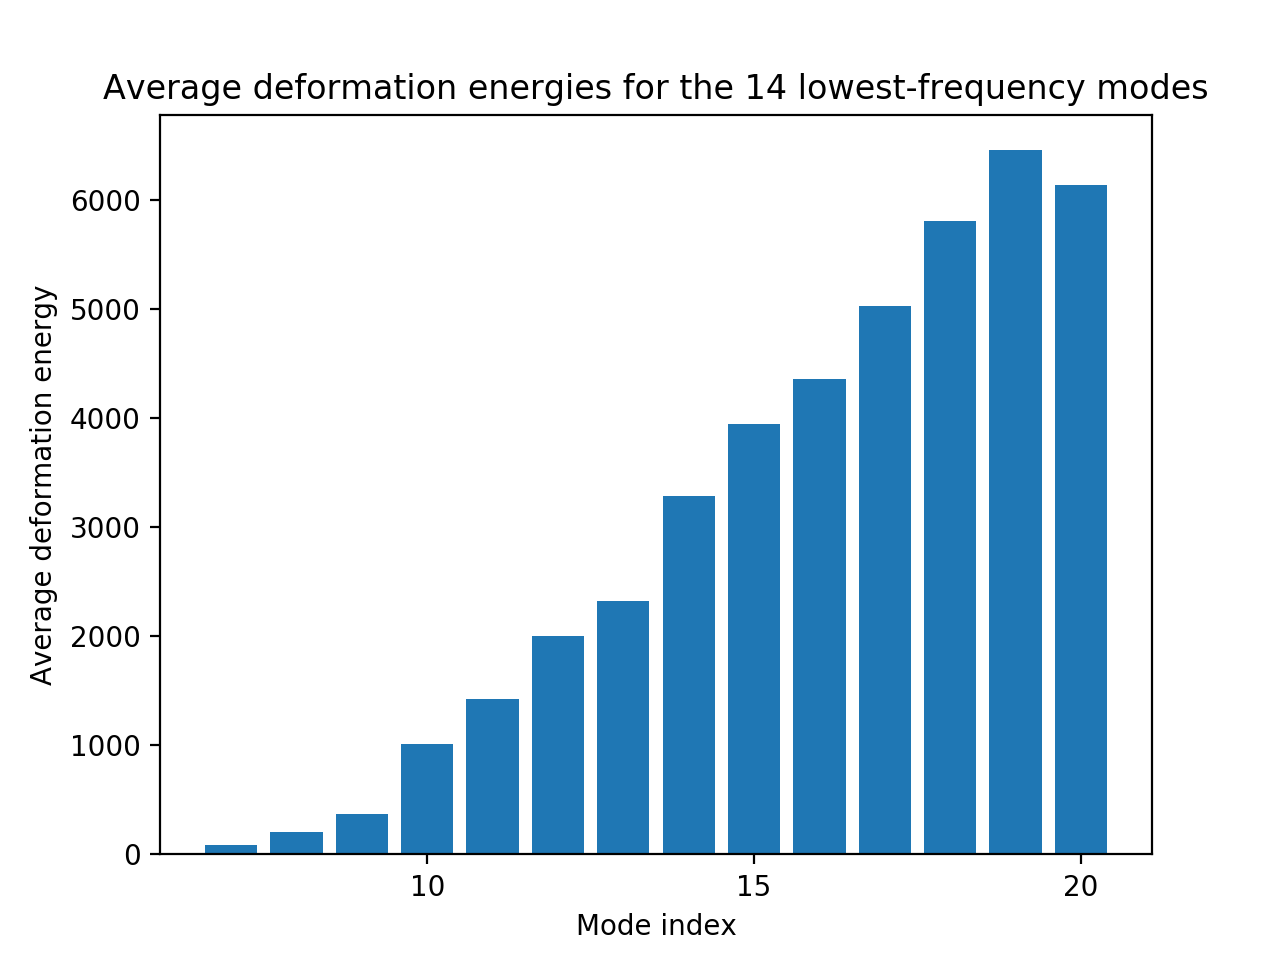 Average deformation energies for the 14 lowest-frequency modes
Average deformation energy
6000
5000
4000
3000
2000
1000
0
10 15 20
Mode index